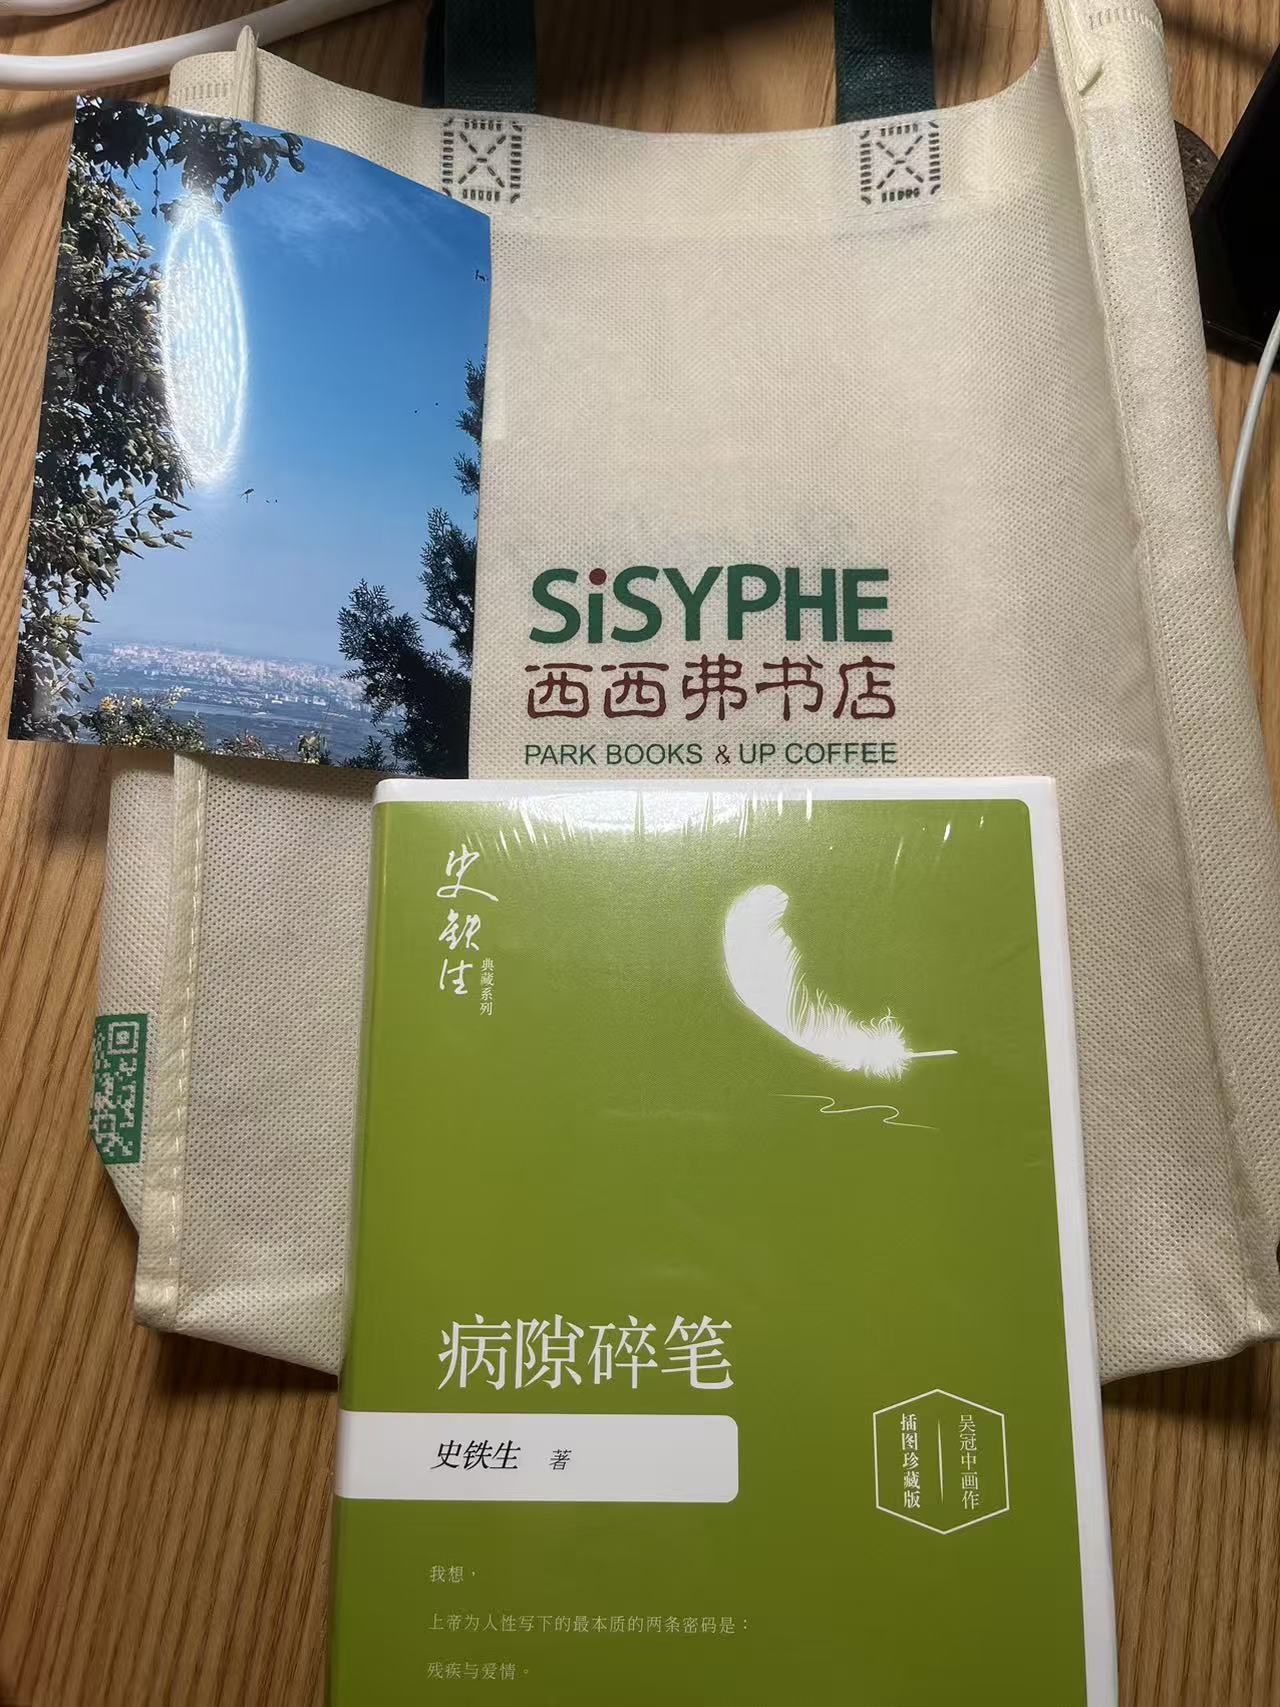 SiSYPHE
西西弗书店
PARK BOOKS & UP COFFEE
史铁生
典藏系列
病隙碎笔
史铁生 著
吴冠中画作
插图珍藏版
我想，
上帝为人性写下的最本质的两条密码是：
残疾与爱情。